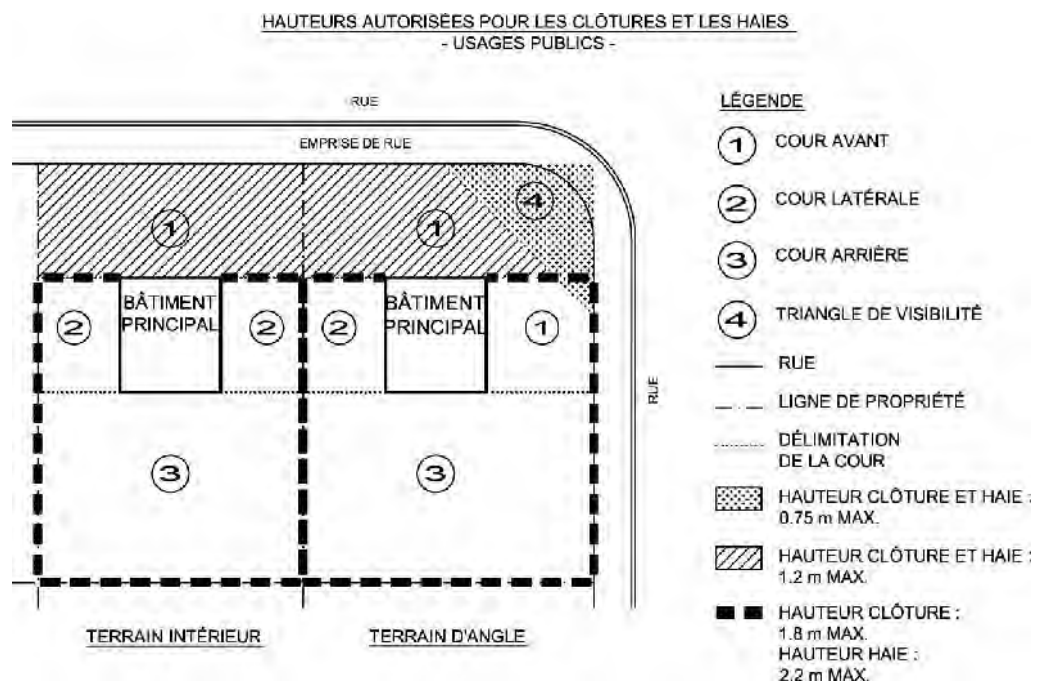 HAUTEURS AUTORISÉES POUR LES CLÔTURES ET LES HAIES
- USAGES PUBLICS -
RUE
EMPRISE DE RUE
4
1
1
BÂTIMENT
PRINCIPAL
BÂTIMENT
PRINCIPAL
2
2
2
1
RUE
3
3
TERRAIN INTÉRIEUR
TERRAIN D'ANGLE
LÉGENDE
1 COUR AVANT
2 COUR LATÉRALE
3 COUR ARRIÈRE
4 TRIANGLE DE VISIBILITÉ
RUE
LIGNE DE PROPRIÉTÉ
DÉLIMITATION
DE LA COUR
HAUTEUR CLÔTURE ET HAIE :
0.75 m MAX.
HAUTEUR CLÔTURE ET HAIE :
1.2 m MAX.
HAUTEUR CLÔTURE :
1.8 m MAX.
HAUTEUR HAIE :
2.2 m MAX.